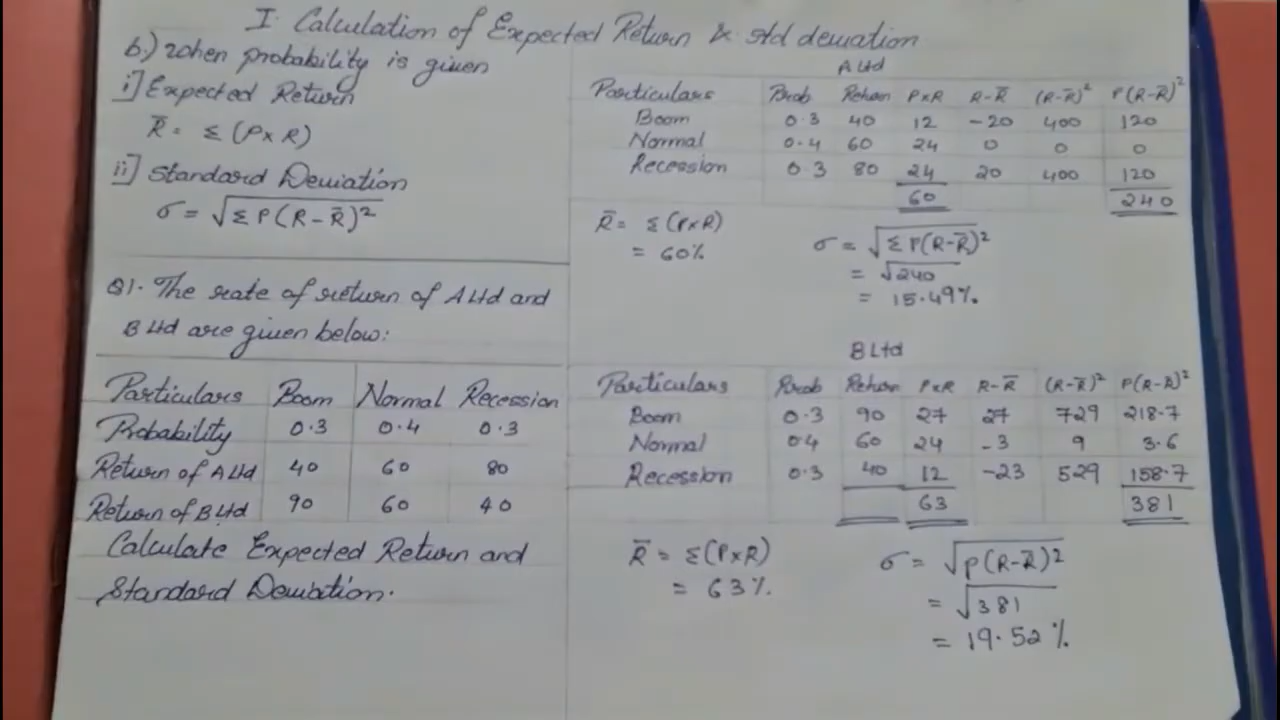 I. Calculation of Expected Return & std deviation
b.) When probability is given
i] Expected Return
R̄ = Σ (P×R)
ii] Standard Deviation
σ = √ΣP(R-R̄)²
Q1. The rate of return of A Ltd and
B Ltd are given below:
Particulars Boom Normal Recession
Probability 0.3 0.4 0.3
Return of A Ltd 40 60 80
Return of B Ltd 90 60 40
Calculate Expected Return and
Standard Deviation.
A Ltd
Particulars Prob Return P×R R-R̄ (R-R̄)² P(R-R̄)²
Boom 0.3 40 12 -20 400 120
Normal 0.4 60 24 0 0 0
Recession 0.3 80 24 20 400 120
60 240
R̄ = Σ (P×R)
= 60%
σ = √ΣP(R-R̄)²
= √240
= 15.49%.
B Ltd
Particulars Prob Return P×R R-R̄ (R-R̄)² P(R-R̄)²
Boom 0.3 90 27 27 729 218.7
Normal 0.4 60 24 -3 9 3.6
Recession 0.3 40 12 -23 529 158.7
63 381
R̄ = Σ(P×R)
= 63%.
σ = √P(R-R̄)²
= √381
= 19.52%